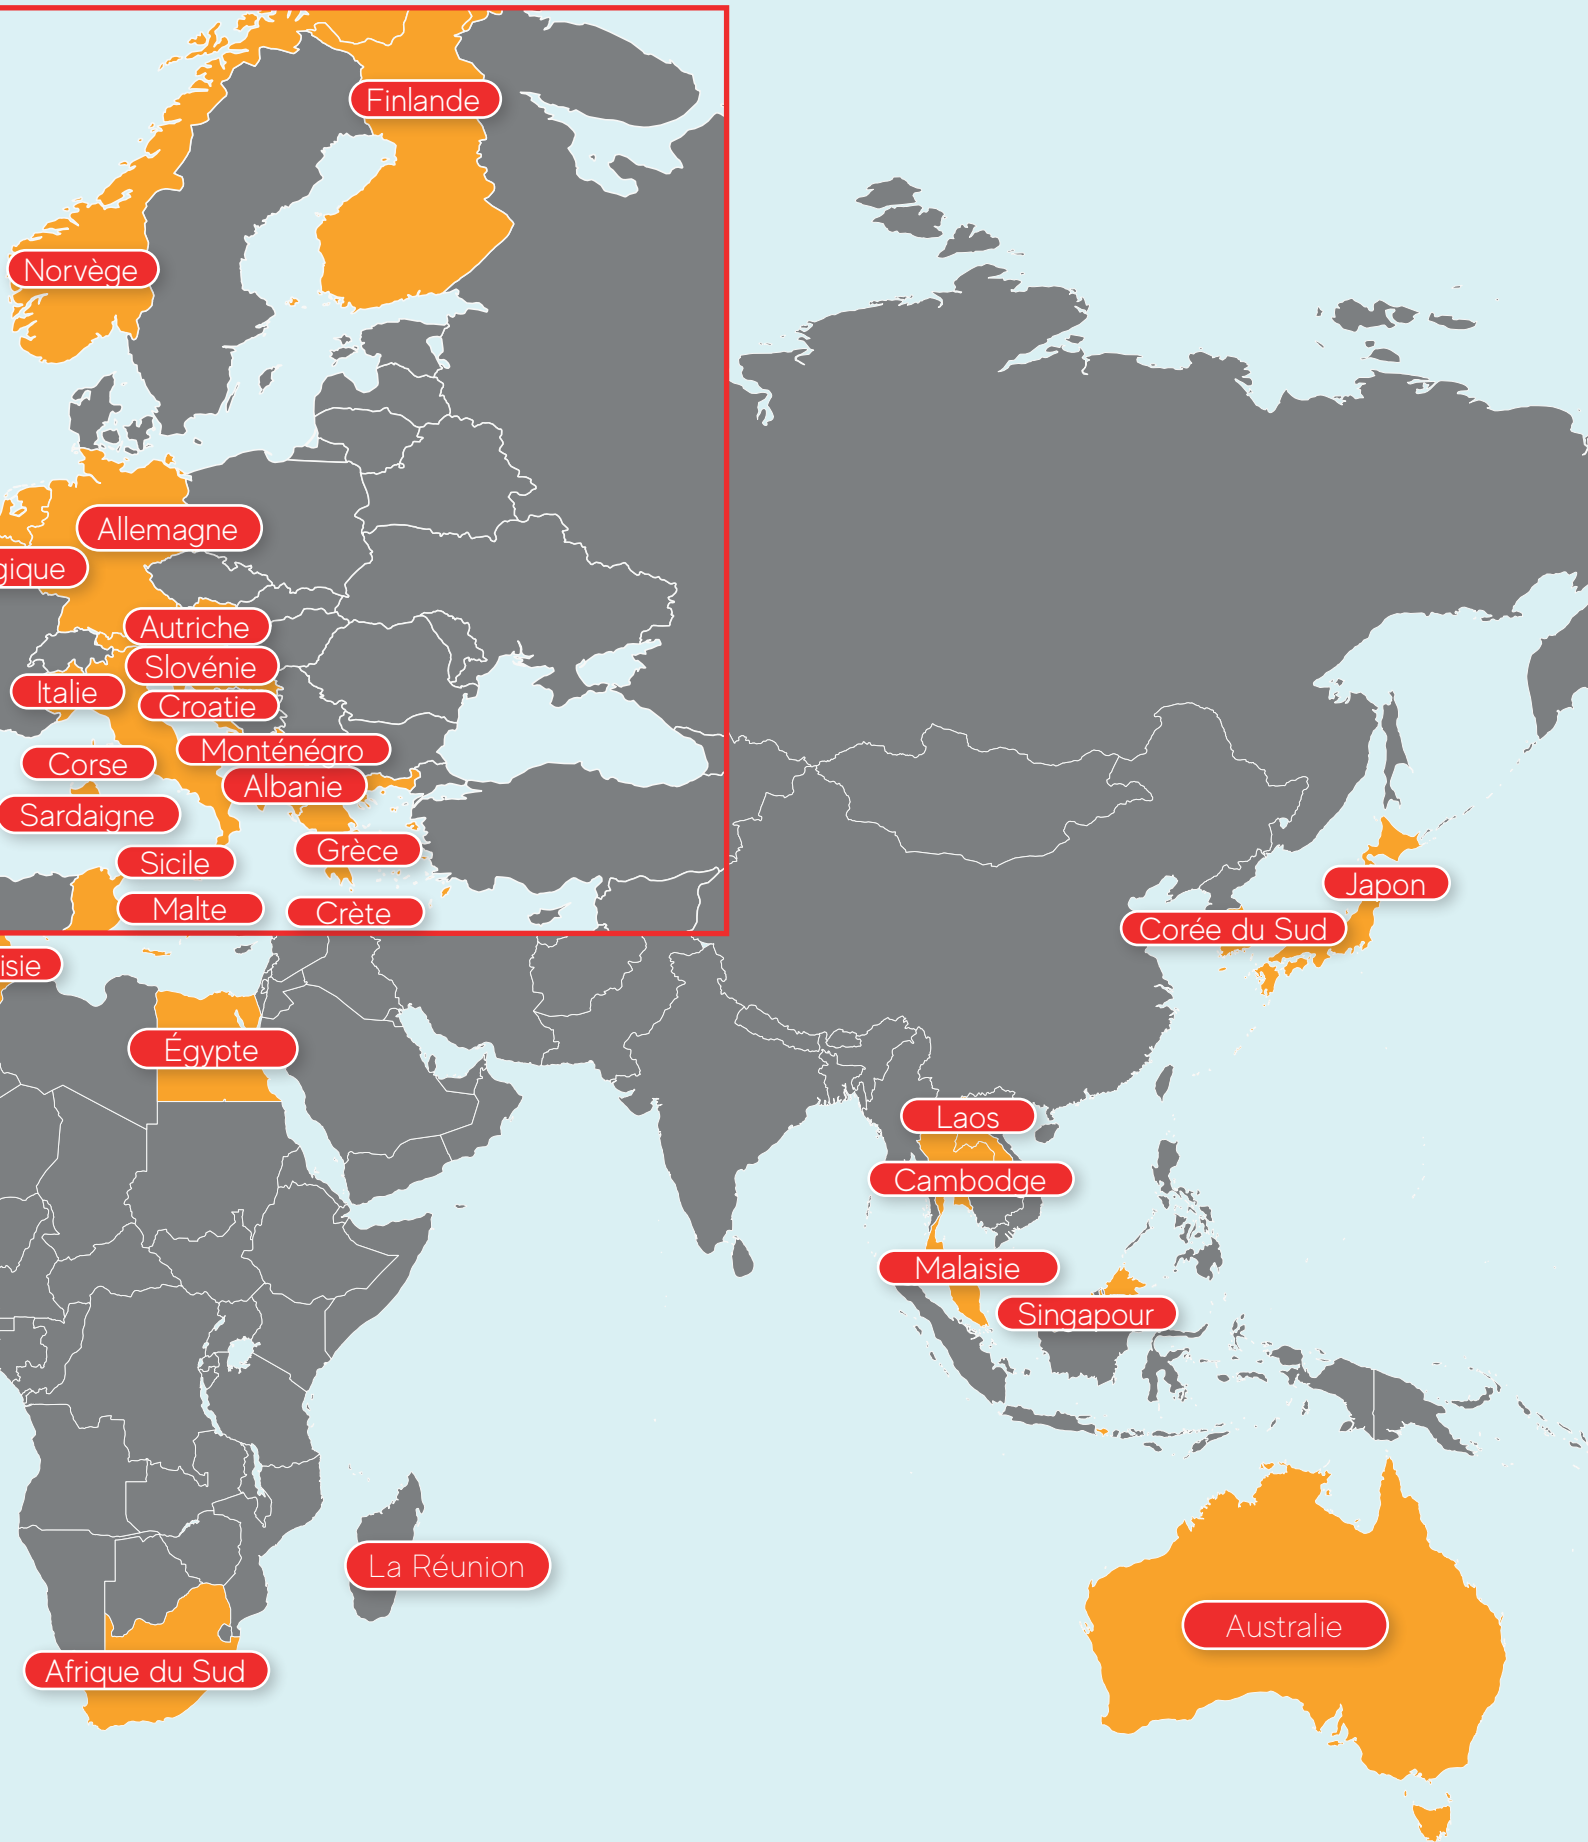 Finlande
Norvège
Allemagne
gique
Autriche
Slovénie
Italie
Croatie
Monténégro
Corse
Albanie
Sardaigne
Grèce
Sicile
Malte
Crète
Japon
Corée du Sud
isie
Égypte
Laos
Cambodge
Malaisie
Singapour
La Réunion
Australie
Afrique du Sud